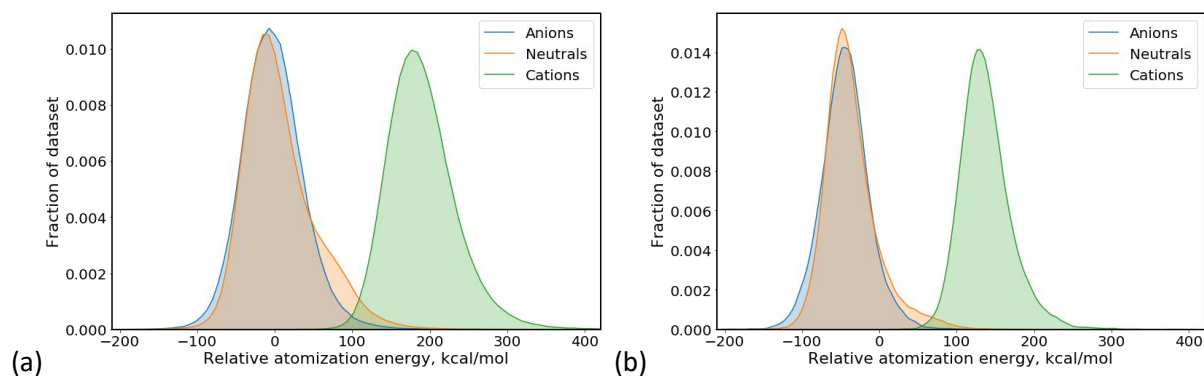 Fraction of dataset
0.010
0.008
0.006
0.004
0.002
0.000
Anions
Neutrals
Cations
−200 −100 0 100 200 300 400
Relative atomization energy, kcal/mol
(a)
Fraction of dataset
0.014
0.012
0.010
0.008
0.006
0.004
0.002
0.000
Anions
Neutrals
Cations
−200 −100 0 100 200 300 400
Relative atomization energy, kcal/mol
(b)